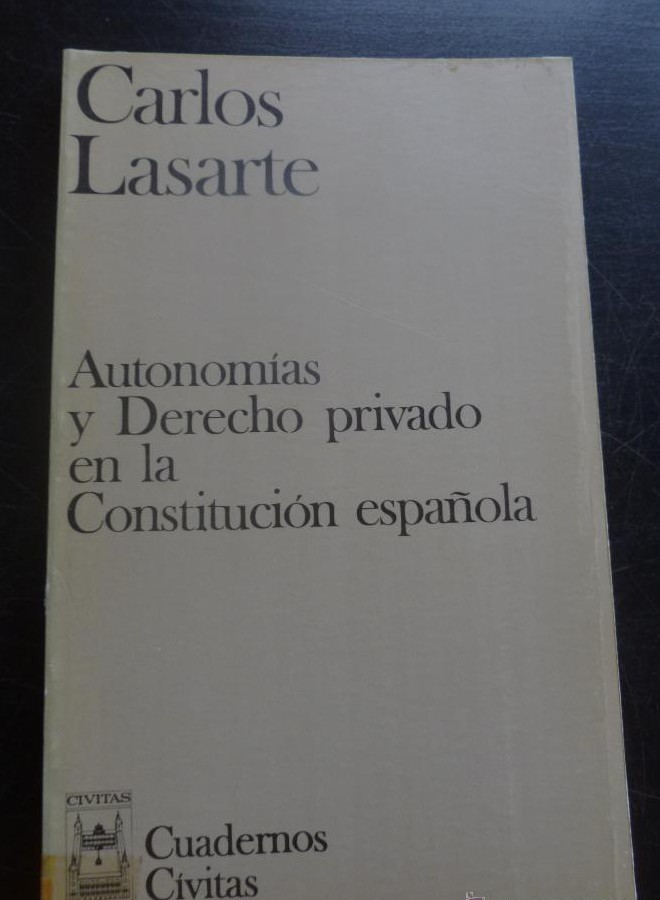 Carlos
Lasarte
Autonomías
y Derecho privado
en la
Constitución española
CIVITAS
Cuadernos
Cívitas